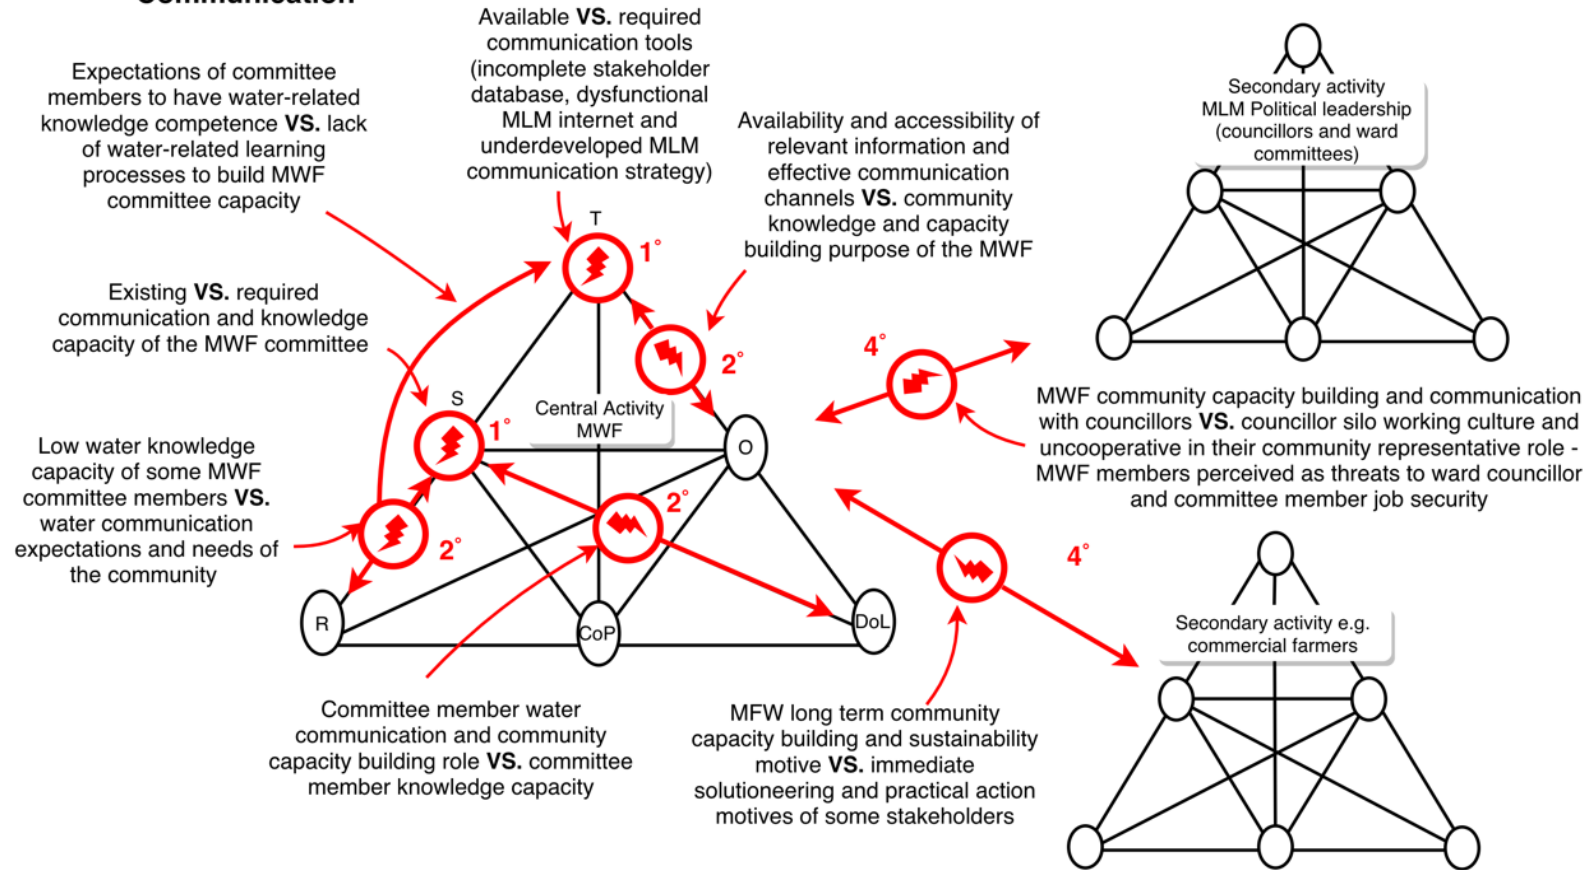 Communication
Available VS. required
communication tools
(incomplete stakeholder
database, dysfunctional
MLM internet and
underdeveloped MLM
communication strategy)
Expectations of committee
members to have water-related
knowledge competence VS. lack
of water-related learning
processes to build MWF
committee capacity
Availability and accessibility of
relevant information and
effective communication
channels VS. community
knowledge and capacity
building purpose of the MWF
Secondary activity
MLM Political leadership
(councillors and ward
committees)
T
1°
Existing VS. required
communication and knowledge
capacity of the MWF committee
2°
4°
S
1°
Central Activity
MWF
O
MWF community capacity building and communication
with councillors VS. councillor silo working culture and
uncooperative in their community representative role -
MWF members perceived as threats to ward councillor
and committee member job security
Low water knowledge
capacity of some MWF
committee members VS.
water communication
expectations and needs of
the community
2°
2°
4°
R
CoP
DoL
Secondary activity e.g.
commercial farmers
Committee member water
communication and community
capacity building role VS. committee
member knowledge capacity
MFW long term community
capacity building and sustainability
motive VS. immediate
solutioneering and practical action
motives of some stakeholders